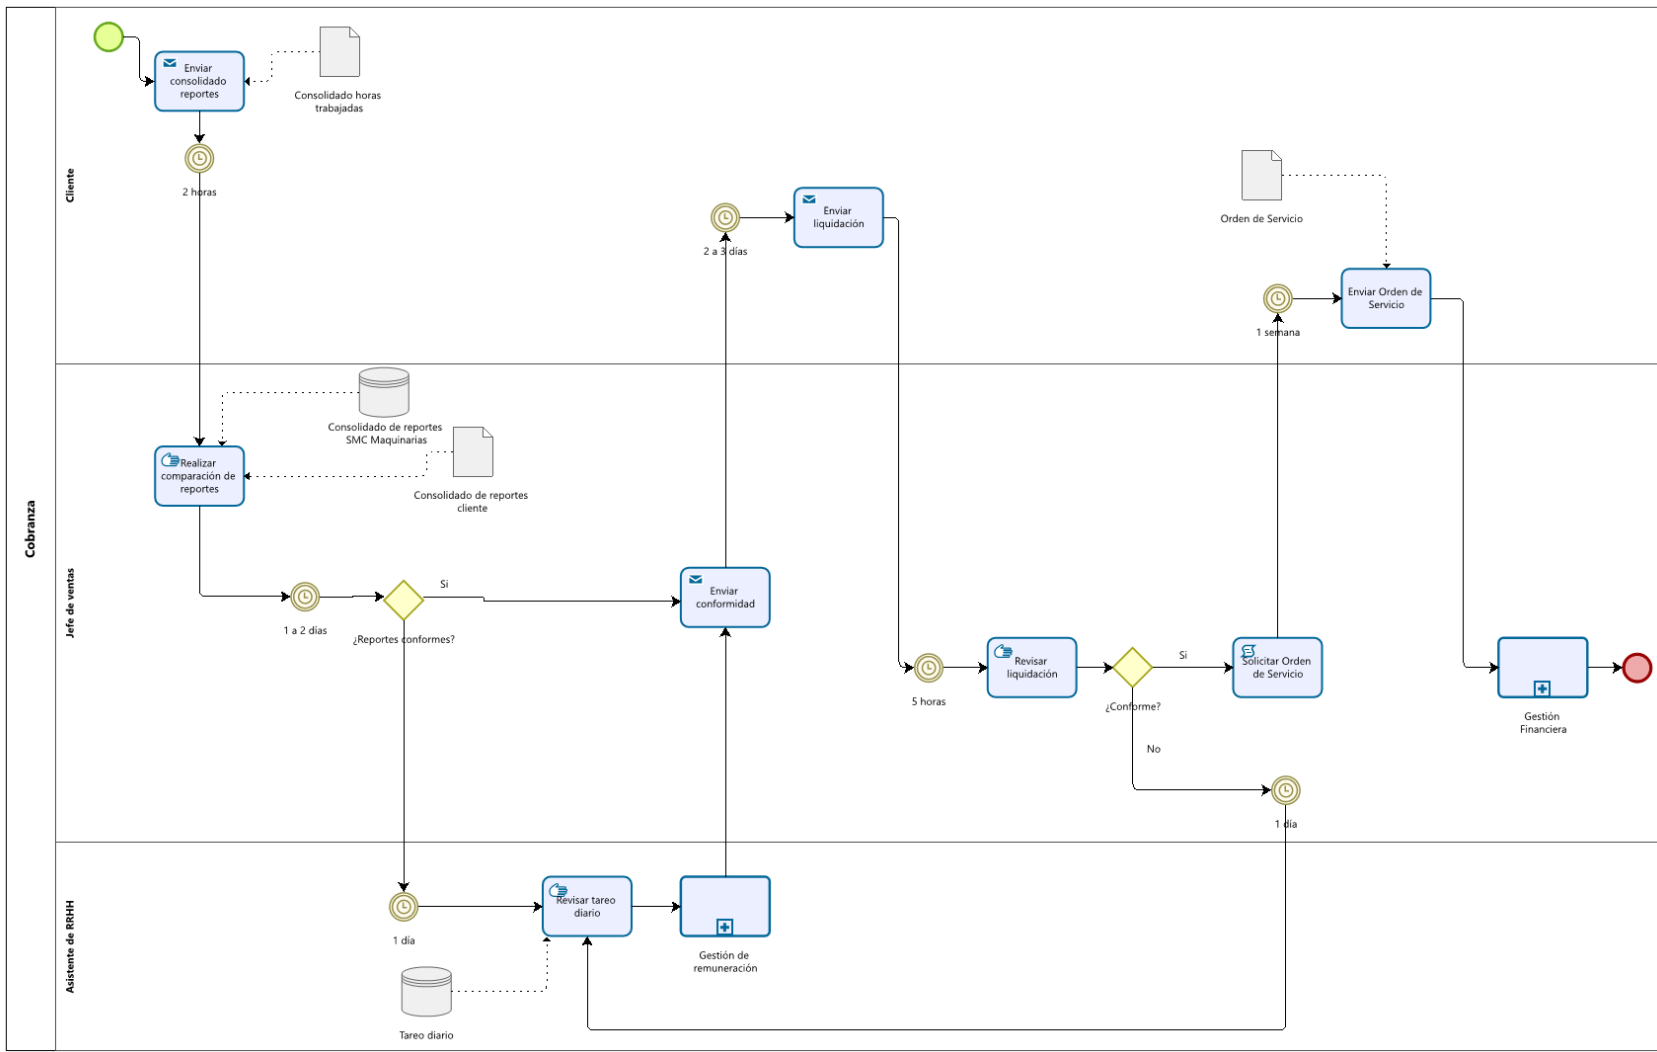 Cobranza
Cliente
Enviar
consolidado
reportes
Consolidado horas
trabajadas
2 horas
2 a 3 días
Enviar
liquidación
Orden de Servicio
1 semana
Enviar Orden de
Servicio
Jefe de ventas
Consolidado de reportes
SMC Maquinarias
Realizar
comparación de
reportes
Consolidado de reportes
cliente
1 a 2 días
¿Reportes conformes?
Si
Enviar
conformidad
5 horas
Revisar
liquidación
¿Conforme?
Si
No
Solicitar Orden
de Servicio
1 día
Gestión
Financiera
Asistente de RRHH
1 día
Revisar tareo
diario
Tareo diario
Gestión de
remuneración